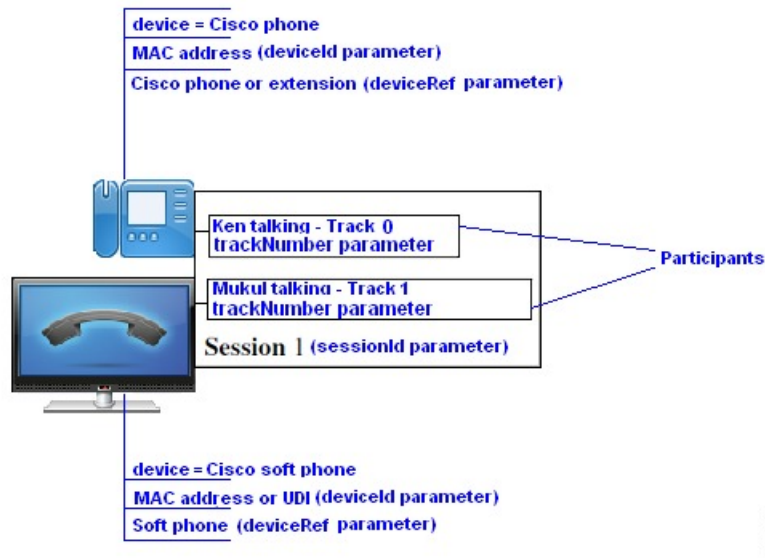 device = Cisco phone
MAC address (deviceId parameter)
Cisco phone or extension (deviceRef parameter)
Ken talking - Track 0
trackNumber parameter
Participants
Mukul talking - Track 1
trackNumber parameter
Session 1 (sessionId parameter)
device = Cisco soft phone
MAC address or UDI (deviceId parameter)
Soft phone (deviceRef parameter)